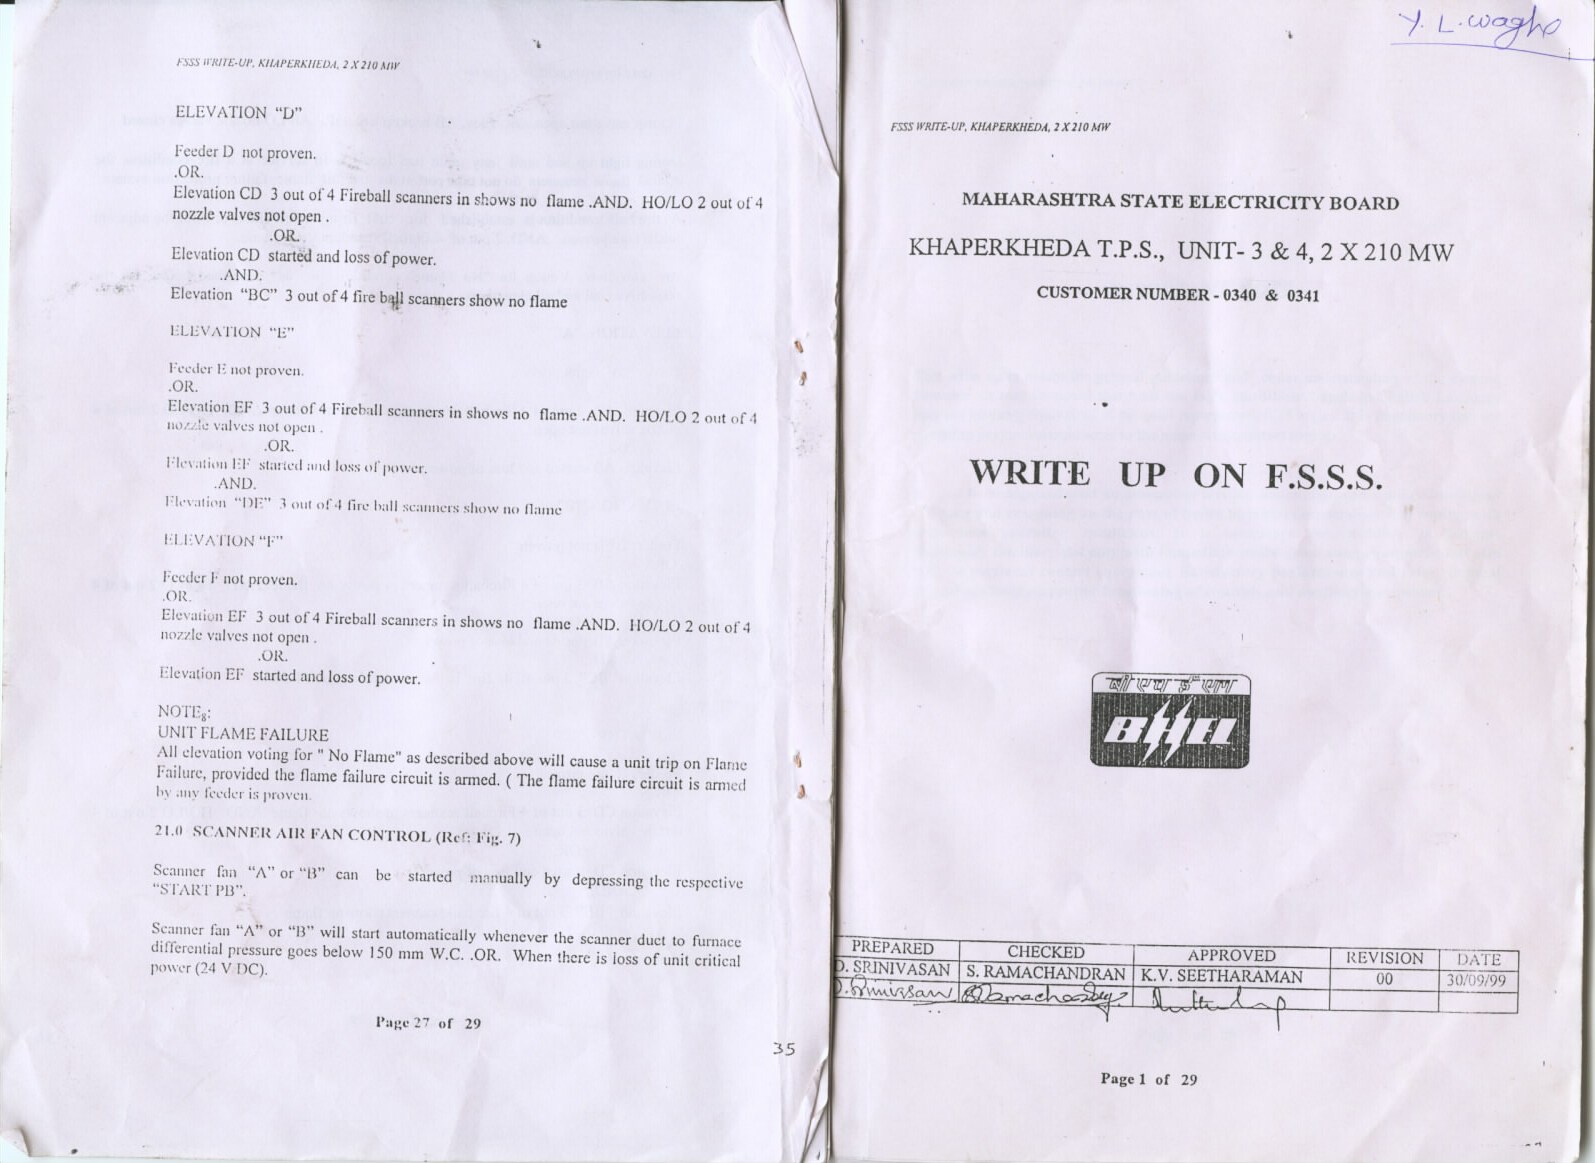 FSSS WRITE-UP, KHAPERKHEDA, 2 X 210 MW
ELEVATION "D"
Feeder D not proven.
.OR.
Elevation CD 3 out of 4 Fireball scanners in shows no flame .AND. HO/LO 2 out of 4
nozzle valves not open .
.OR.
Elevation CD started and loss of power.
.AND.
Elevation "BC" 3 out of 4 fire ball scanners show no flame
ELEVATION "E"
Feeder E not proven.
.OR.
Elevation EF 3 out of 4 Fireball scanners in shows no flame .AND. HO/LO 2 out of 4
nozzle valves not open .
.OR.
Elevation EF started and loss of power.
.AND.
Elevation "DE" 3 out of 4 fire ball scanners show no flame
ELEVATION "F"
Feeder F not proven.
.OR.
Elevation EF 3 out of 4 Fireball scanners in shows no flame .AND. HO/LO 2 out of 4
nozzle valves not open .
.OR.
Elevation EF started and loss of power.
NOTE8:
UNIT FLAME FAILURE
All elevation voting for " No Flame" as described above will cause a unit trip on Flame
Failure, provided the flame failure circuit is armed. ( The flame failure circuit is armed
by any feeder is proven.
21.0 SCANNER AIR FAN CONTROL (Ref: Fig. 7)
Scanner fan "A" or "B" can be started manually by depressing the respective
"START PB".
Scanner fan "A" or "B" will start automatically whenever the scanner duct to furnace
differential pressure goes below 150 mm W.C. .OR. When there is loss of unit critical
power (24 V DC).
Page 27 of 29
35
Y. L. Waghe
FSSS WRITE-UP, KHAPERKHEDA, 2 X 210 MW
MAHARASHTRA STATE ELECTRICITY BOARD
KHAPERKHEDA T.P.S., UNIT- 3 & 4, 2 X 210 MW
CUSTOMER NUMBER - 0340 & 0341
WRITE UP ON F.S.S.S.
बी एच ई एल
BHEL
PREPARED CHECKED APPROVED REVISION DATE
D. SRINIVASAN S. RAMACHANDRAN K.V. SEETHARAMAN 00 30/09/99
D. Srinivasan S Ramachandran
Page 1 of 29